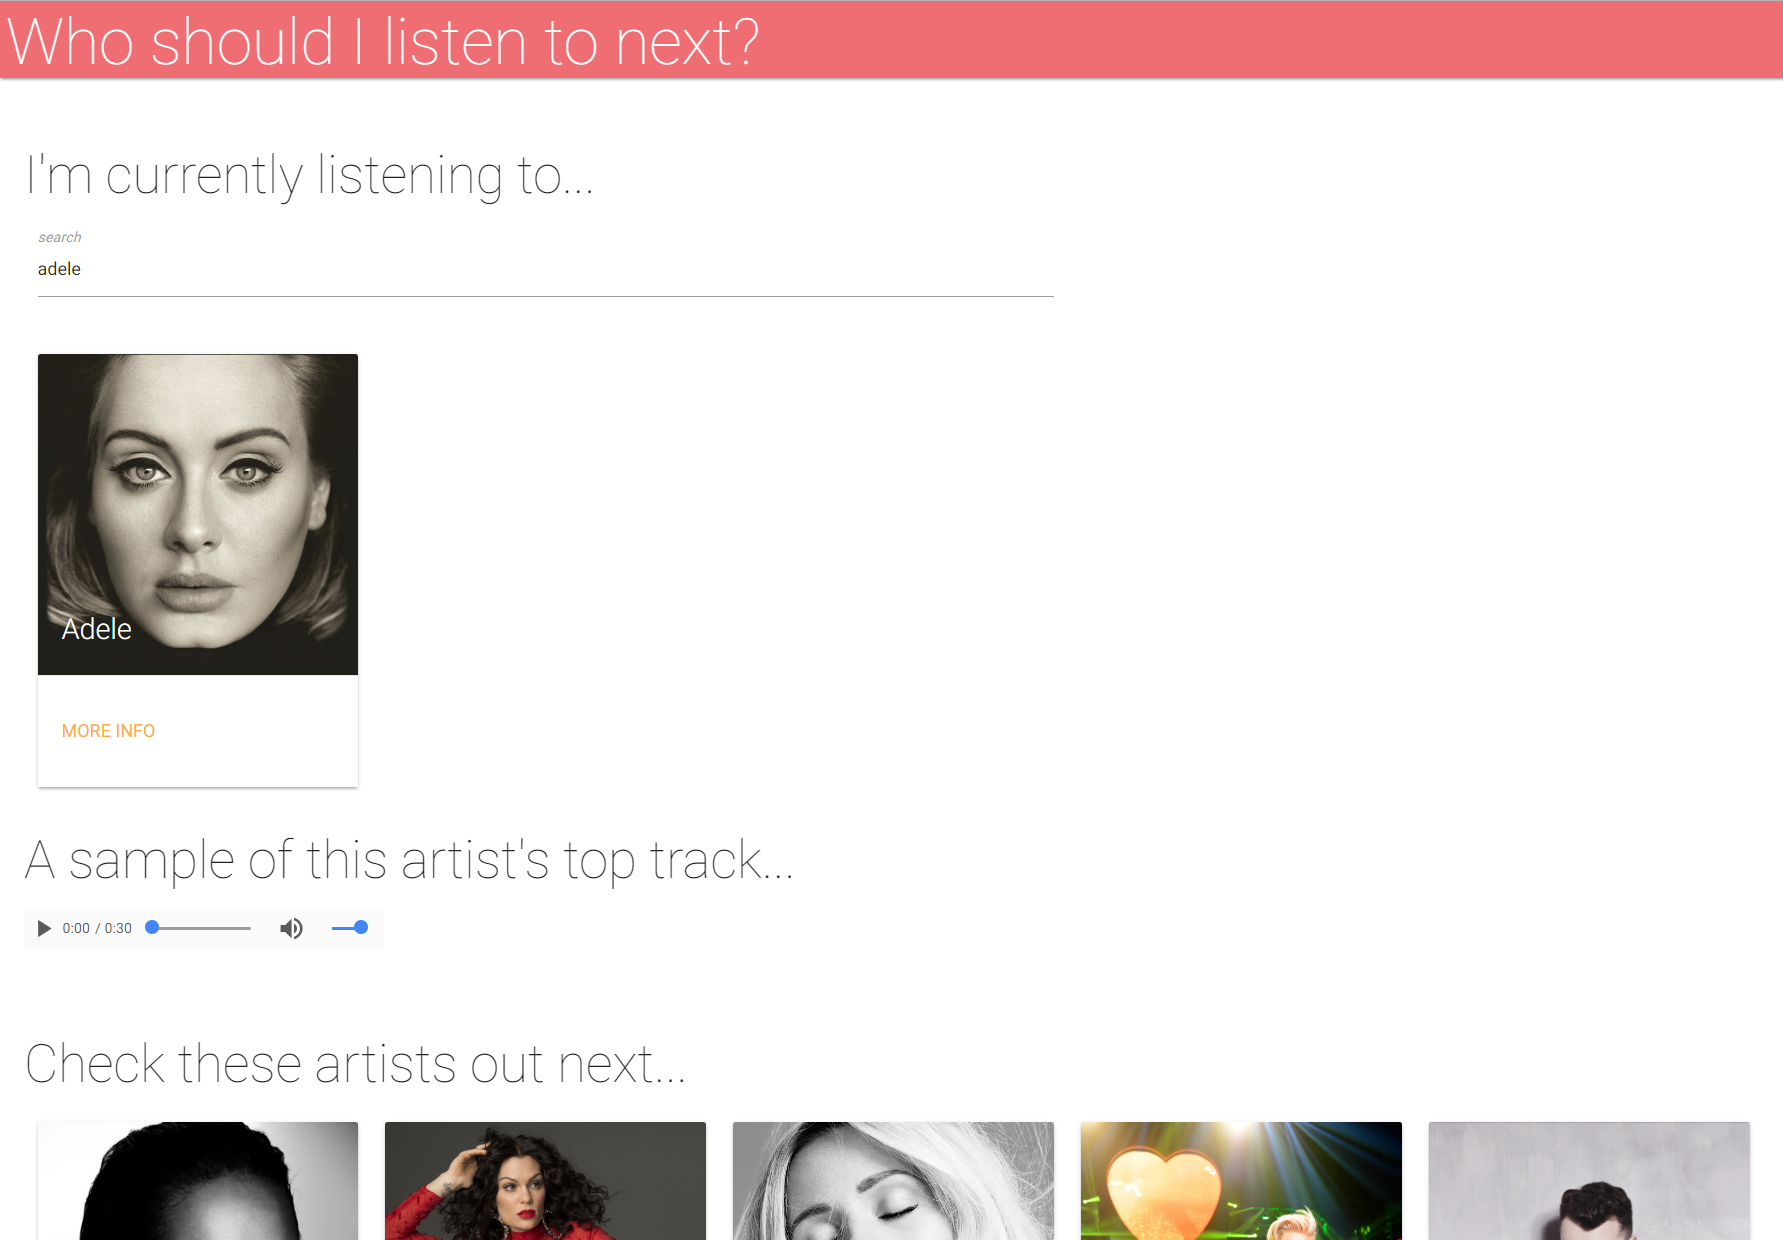 Who should I listen to next?
I'm currently listening to...
search
adele
Adele
MORE INFO
A sample of this artist's top track...
0:00 / 0:30
Check these artists out next...